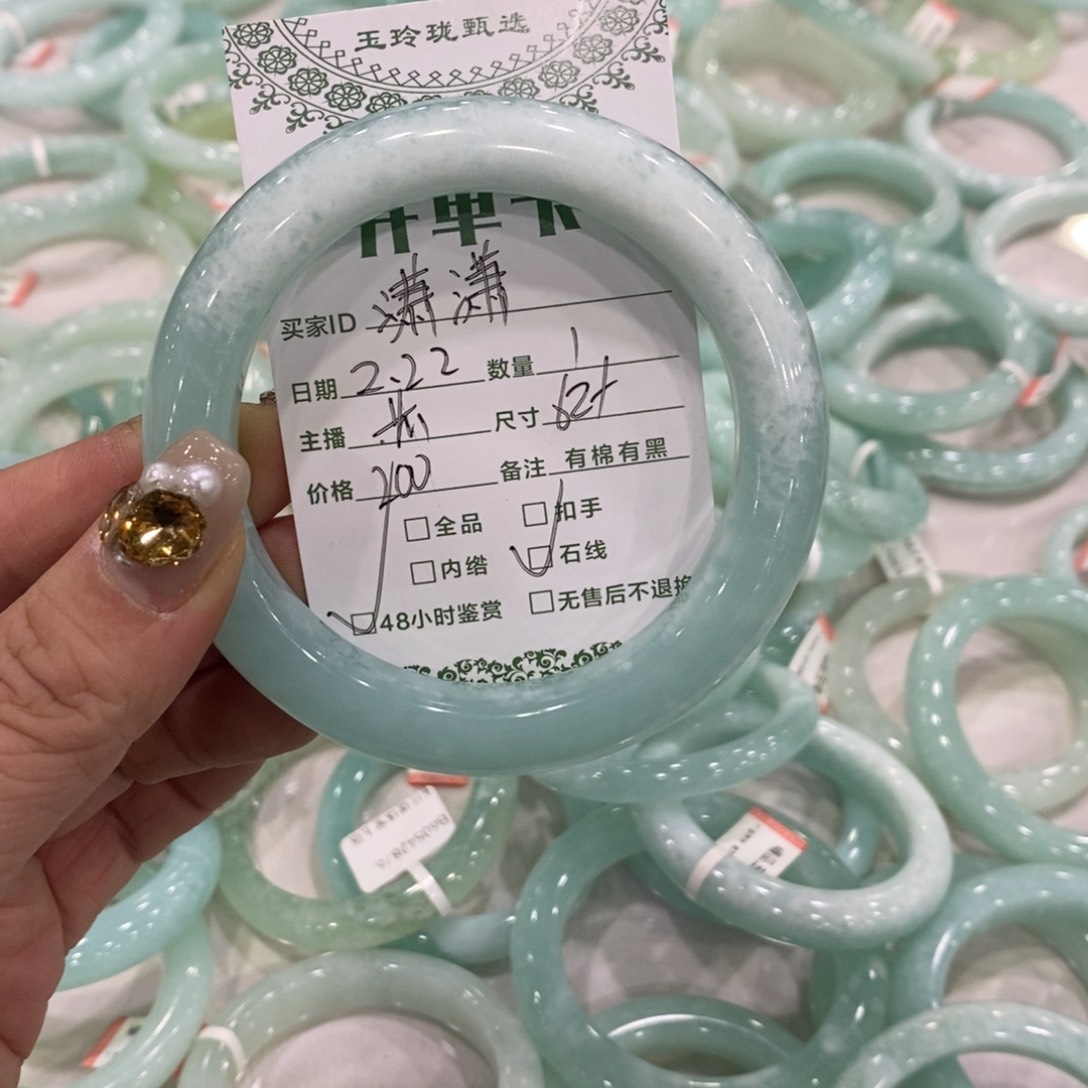 玉玲珑甄选
开单卡
买家ID 潇潇
日期 2.22 数量 1
主播 尺寸 62+
价格 200 备注 有棉有黑
□全品 □扣手
□内绺 □石线
□48小时鉴赏 □无售后不退换